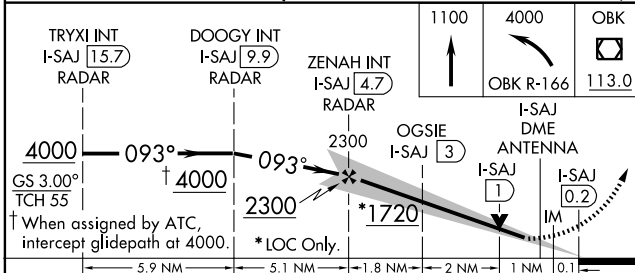 TRYXI INT
I-SAJ 15.7
RADAR
DOOGY INT
I-SAJ 9.9
RADAR
ZENAH INT
I-SAJ 4.7
RADAR
1100
4000
OBK R-166
OBK
113.0
4000
093°
† 4000
093°
2300
2300
OGSIE
I-SAJ 3
*1720
I-SAJ
1
I-SAJ
DME
ANTENNA
I-SAJ
0.2
IM
GS 3.00°
TCH 55
† When assigned by ATC,
intercept glidepath at 4000.
*LOC Only.
5.9 NM
5.1 NM
1.8 NM
2 NM
1 NM
0.1